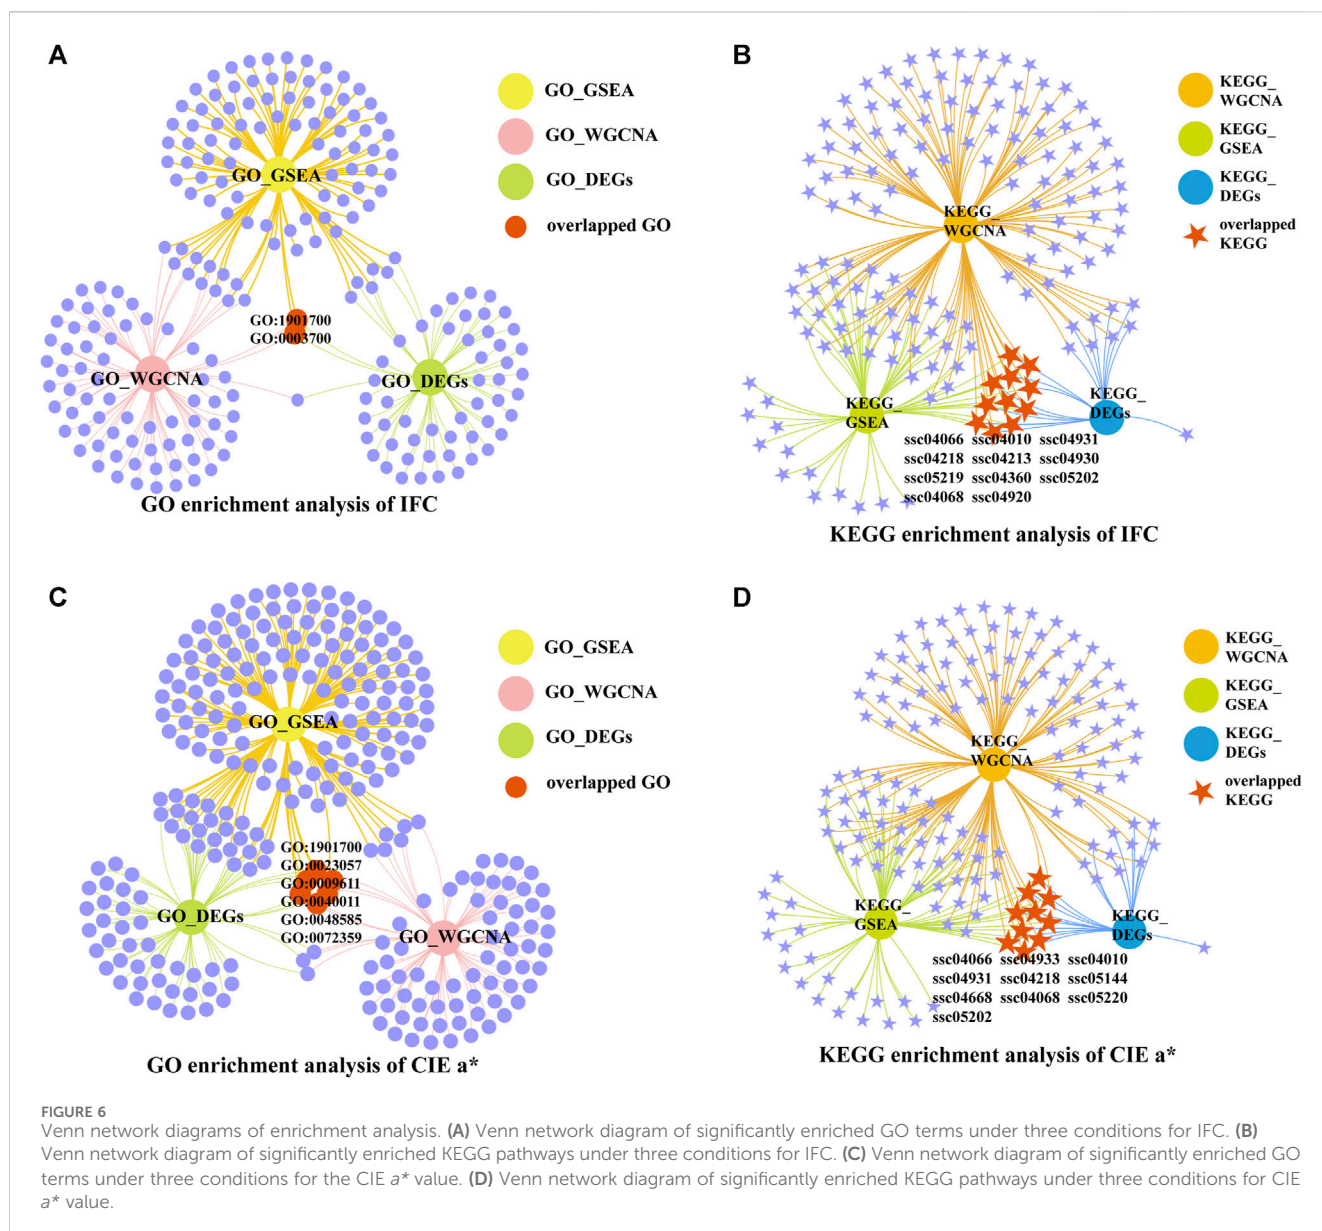 A
GO_GSEA
GO_WGCNA
GO_DEGs
overlapped GO
GO_GSEA
GO:1901700
GO:0003700
GO_WGCNA
GO_DEGs
GO enrichment analysis of IFC
B
KEGG_
WGCNA
KEGG_
GSEA
KEGG_
DEGs
overlapped
KEGG
KEGG_
WGCNA
KEGG_
GSEA
KEGG_
DEGs
ssc04066 ssc04010 ssc04931
ssc04218 ssc04213 ssc04930
ssc05219 ssc04360 ssc05202
ssc04068 ssc04920
KEGG enrichment analysis of IFC
C
GO_GSEA
GO_WGCNA
GO_DEGs
overlapped GO
GO_GSEA
GO:1901700
GO:0023057
GO:0009611
GO:0040011
GO:0048585
GO:0072359
GO_DEGs
GO_WGCNA
GO enrichment analysis of CIE a*
D
KEGG_
WGCNA
KEGG_
GSEA
KEGG_
DEGs
overlapped
KEGG
KEGG_
WGCNA
KEGG_
GSEA
KEGG_
DEGs
ssc04066 ssc04933 ssc04010
ssc04931 ssc04218 ssc05144
ssc04668 ssc04068 ssc05220
ssc05202
KEGG enrichment analysis of CIE a*
FIGURE 6
Venn network diagrams of enrichment analysis. (A) Venn network diagram of significantly enriched GO terms under three conditions for IFC. (B)
Venn network diagram of significantly enriched KEGG pathways under three conditions for IFC. (C) Venn network diagram of significantly enriched GO
terms under three conditions for the CIE a* value. (D) Venn network diagram of significantly enriched KEGG pathways under three conditions for CIE
a* value.